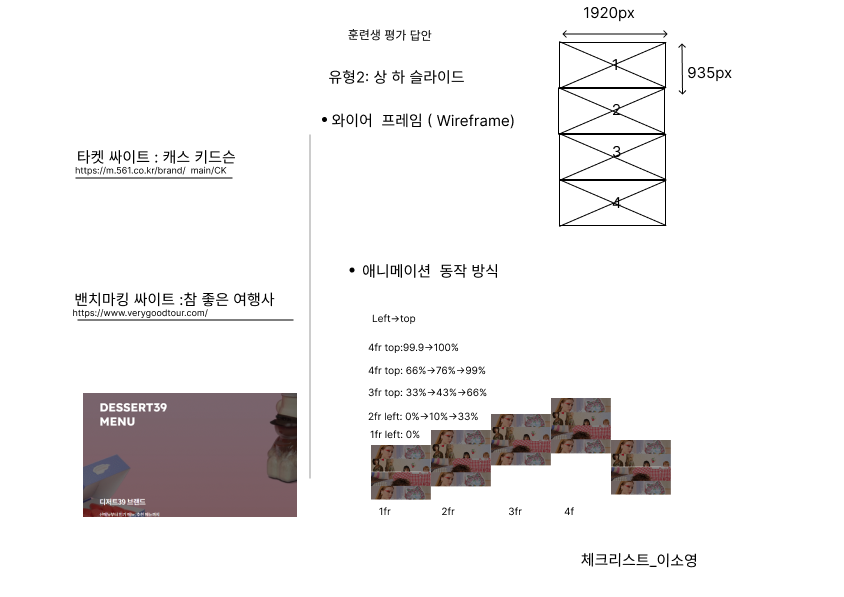 훈련생 평가 답안
유형2: 상 하 슬라이드
• 와이어 프레임 ( Wireframe)
1920px
935px
1
2
3
4
타켓 싸이트 : 캐스 키드슨
https://m.561.co.kr/brand/ main/CK
밴치마킹 싸이트 :참 좋은 여행사
https://www.verygoodtour.com/
DESSERT39
MENU
디저트39 브랜드
• 애니메이션 동작 방식
Left→top
4fr top:99.9→100%
4fr top: 66%→76%→99%
3fr top: 33%→43%→66%
2fr left: 0%→10%→33%
1fr left: 0%
1fr
2fr
3fr
4f
체크리스트_이소영